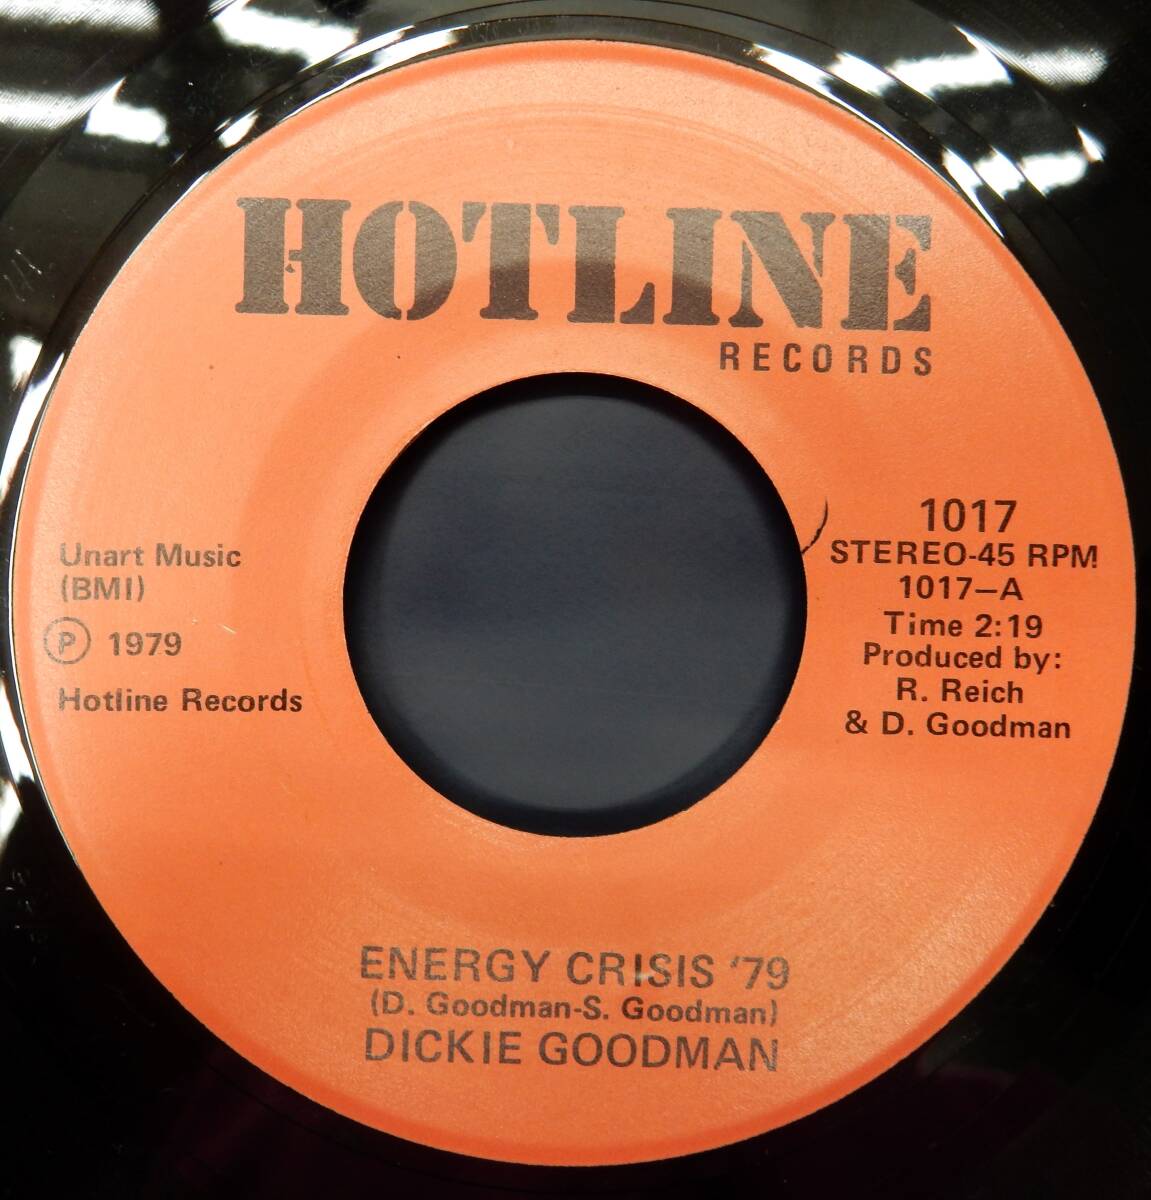 HOTLINE
RECORDS
Unart Music
(BMI)
Ⓟ 1979
Hotline Records
1017
STEREO-45 RPM
1017-A
Time 2:19
Produced by:
R. Reich
& D. Goodman
ENERGY CRISIS '79
(D. Goodman-S. Goodman)
DICKIE GOODMAN